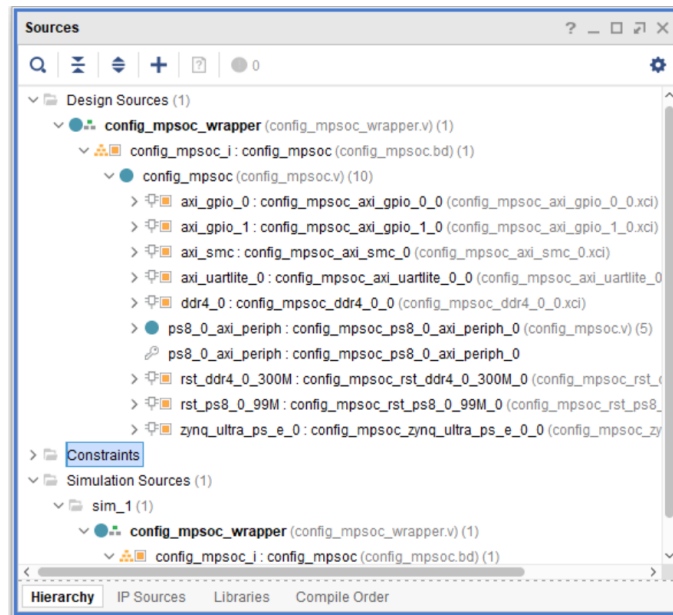 Sources
0
Design Sources (1)
config_mpsoc_wrapper (config_mpsoc_wrapper.v) (1)
config_mpsoc_i : config_mpsoc (config_mpsoc.bd) (1)
config_mpsoc (config_mpsoc.v) (10)
axi_gpio_0 : config_mpsoc_axi_gpio_0_0 (config_mpsoc_axi_gpio_0_0.xci)
axi_gpio_1 : config_mpsoc_axi_gpio_1_0 (config_mpsoc_axi_gpio_1_0.xci)
axi_smc : config_mpsoc_axi_smc_0 (config_mpsoc_axi_smc_0.xci)
axi_uartlite_0 : config_mpsoc_axi_uartlite_0_0 (config_mpsoc_axi_uartlite_0
ddr4_0 : config_mpsoc_ddr4_0_0 (config_mpsoc_ddr4_0_0.xci)
ps8_0_axi_periph : config_mpsoc_ps8_0_axi_periph_0 (config_mpsoc.v) (5)
ps8_0_axi_periph : config_mpsoc_ps8_0_axi_periph_0
rst_ddr4_0_300M : config_mpsoc_rst_ddr4_0_300M_0 (config_mpsoc_rst_
rst_ps8_0_99M : config_mpsoc_rst_ps8_0_99M_0 (config_mpsoc_rst_ps8_
zynq_ultra_ps_e_0 : config_mpsoc_zynq_ultra_ps_e_0_0 (config_mpsoc_zy
Constraints
Simulation Sources (1)
sim_1 (1)
config_mpsoc_wrapper (config_mpsoc_wrapper.v) (1)
config_mpsoc_i : config_mpsoc (config_mpsoc.bd) (1)
Hierarchy IP Sources Libraries Compile Order